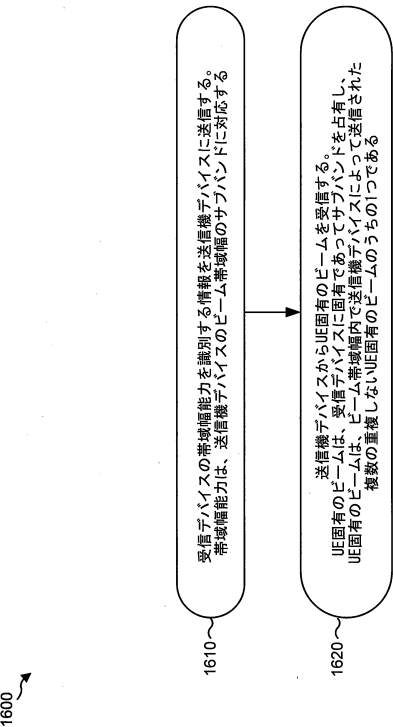 1600
1610
受信デバイスの帯域幅能力を識別する情報を送信機デバイスに送信する。
帯域幅能力は、送信機デバイスのビーム帯域幅のサブバンドに対応する
1620
送信機デバイスからUE固有のビームを受信する。
UE固有のビームは、受信デバイスに固有であってサブバンドを占有し、
UE固有のビームは、ビーム帯域幅内で送信機デバイスによって送信された
複数の重複しないUE固有のビームのうちの1つである